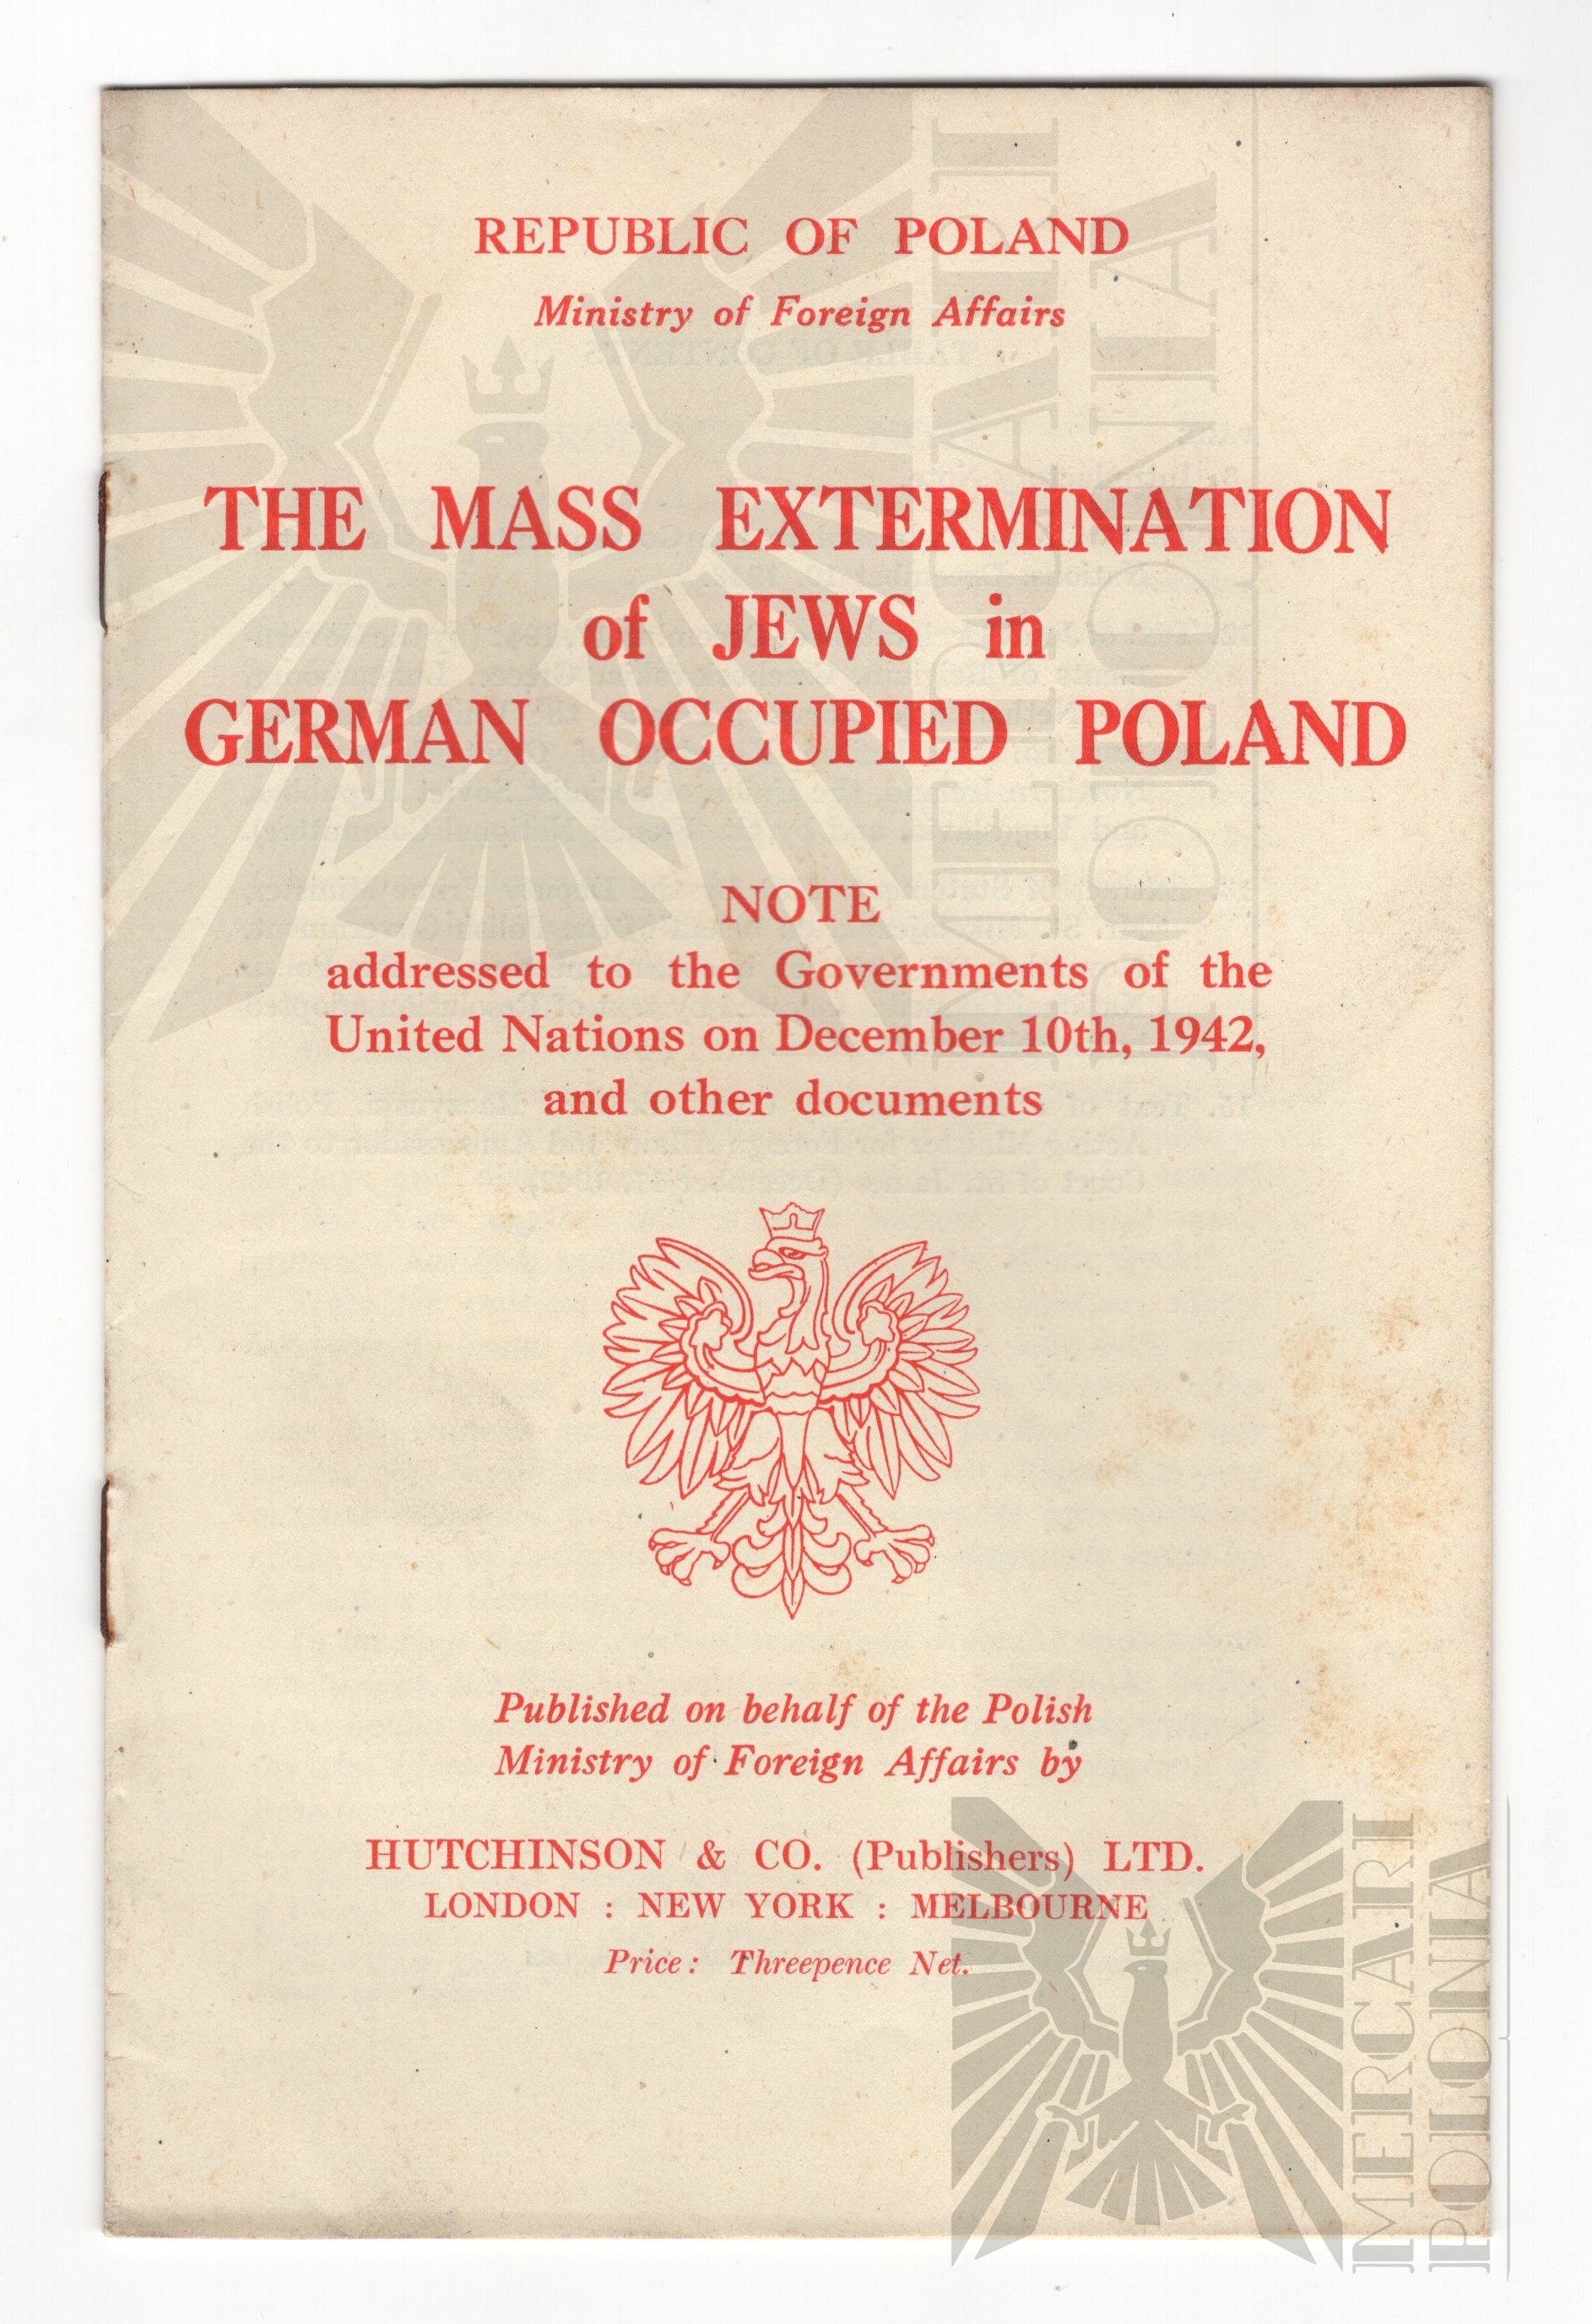 REPUBLIC OF POLAND
Ministry of Foreign Affairs
THE MASS EXTERMINATION
of JEWS in
GERMAN OCCUPIED POLAND
NOTE
addressed to the Governments of the
United Nations on December 10th, 1942,
and other documents
Published on behalf of the Polish
Ministry of Foreign Affairs by
HUTCHINSON & CO. (Publishers) LTD.
LONDON : NEW YORK : MELBOURNE
Price: Threepence Net.
MERCARI
POLONIA
MERCARI
POLONIA